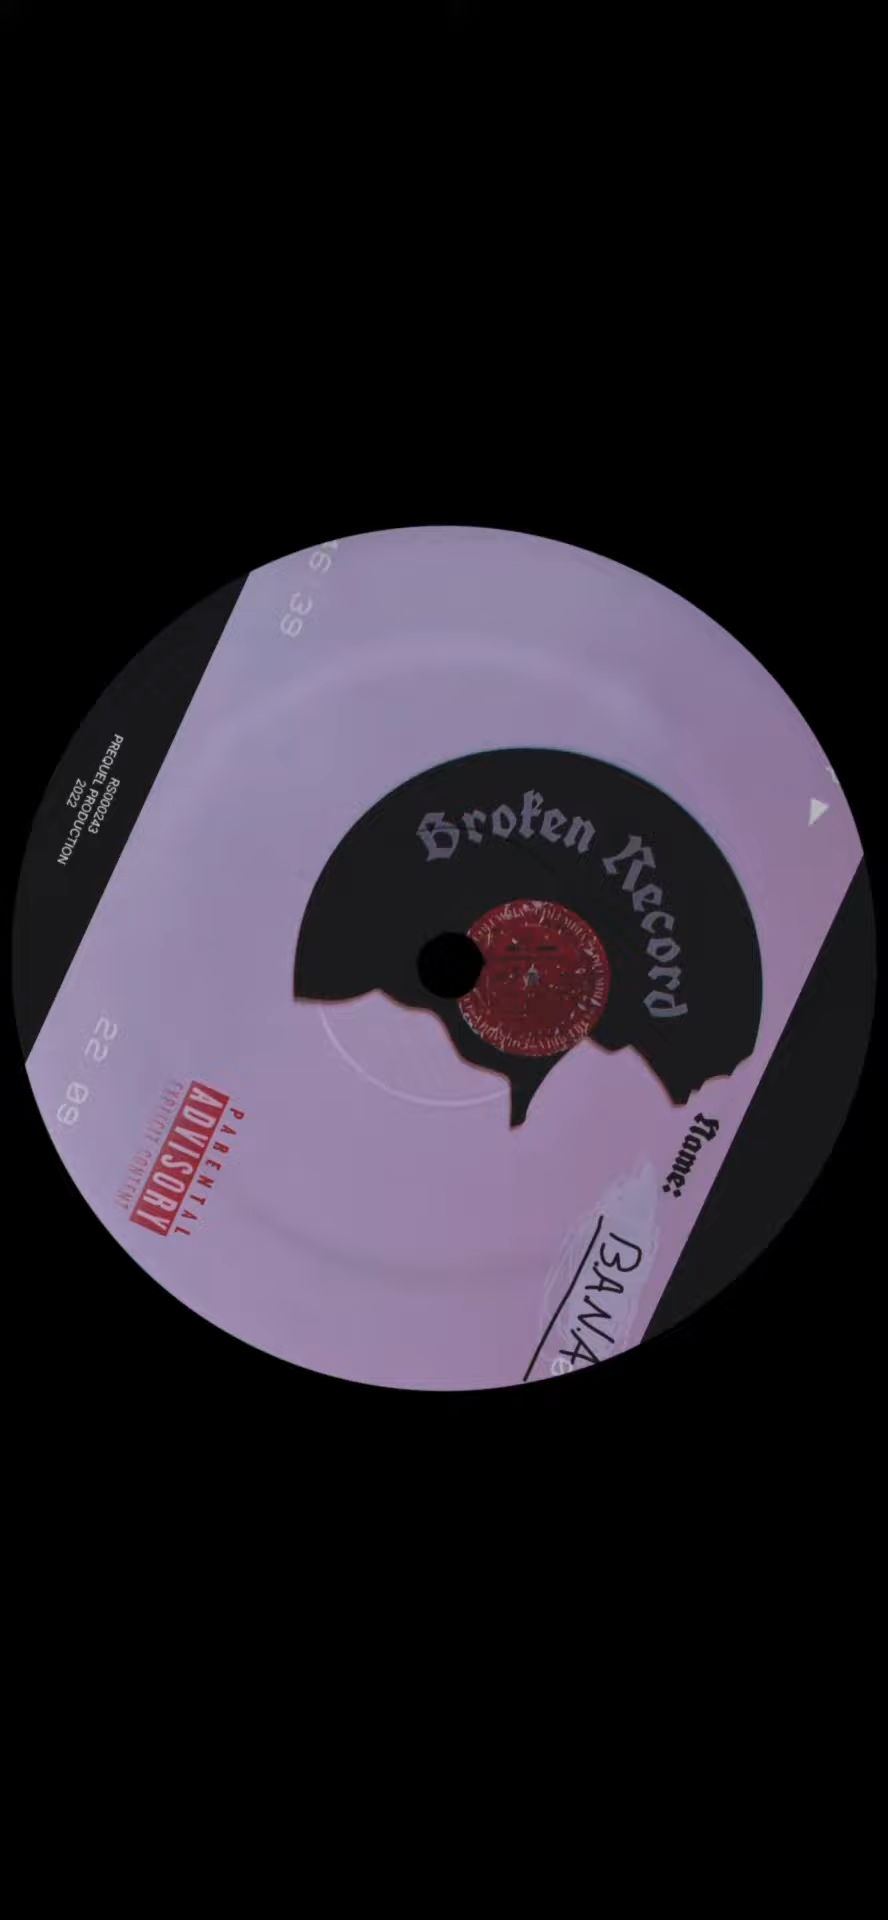 Broken Record
Name:
B.A.N.A
PARENTAL
ADVISORY
EXPLICIT CONTENT
RS000243
PREQUEL PRODUCTION
2022
39
22 09